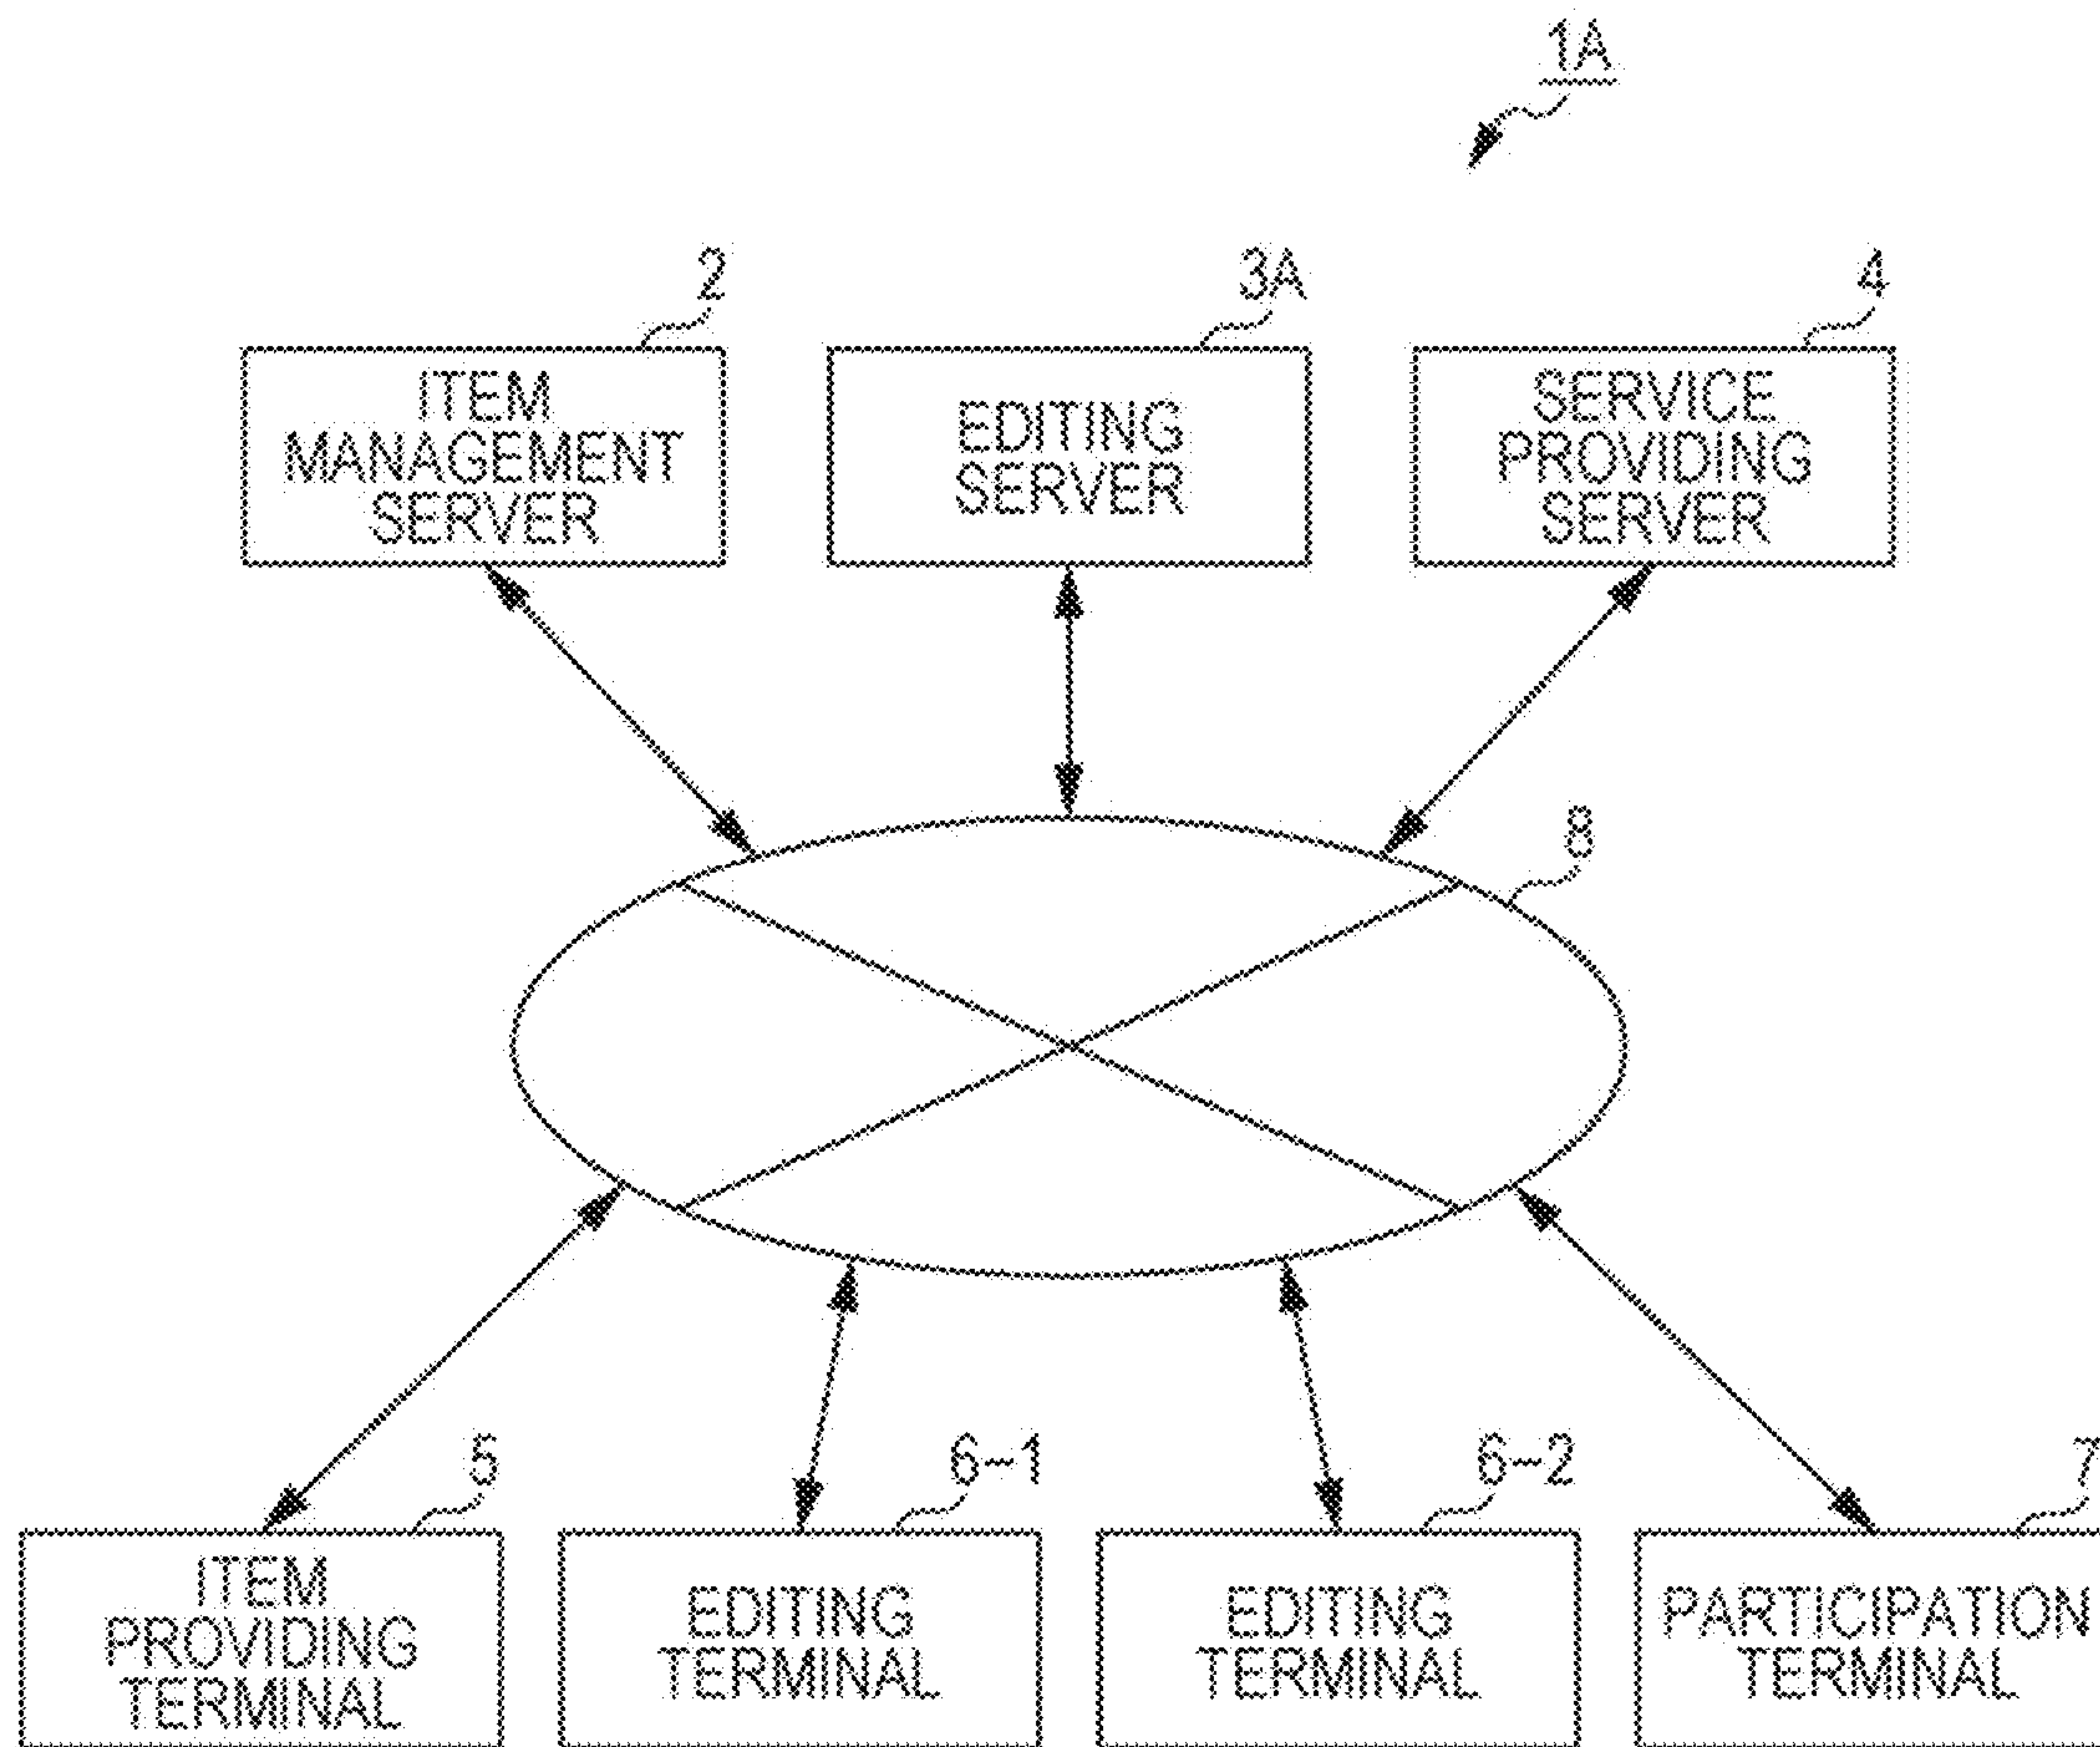 1A
2
3A
4
ITEM
MANAGEMENT
SERVER
EDITING
SERVER
SERVICE
PROVIDING
SERVER
8
5
6-1
6-2
7
ITEM
PROVIDING
TERMINAL
EDITING
TERMINAL
EDITING
TERMINAL
PARTICIPATION
TERMINAL